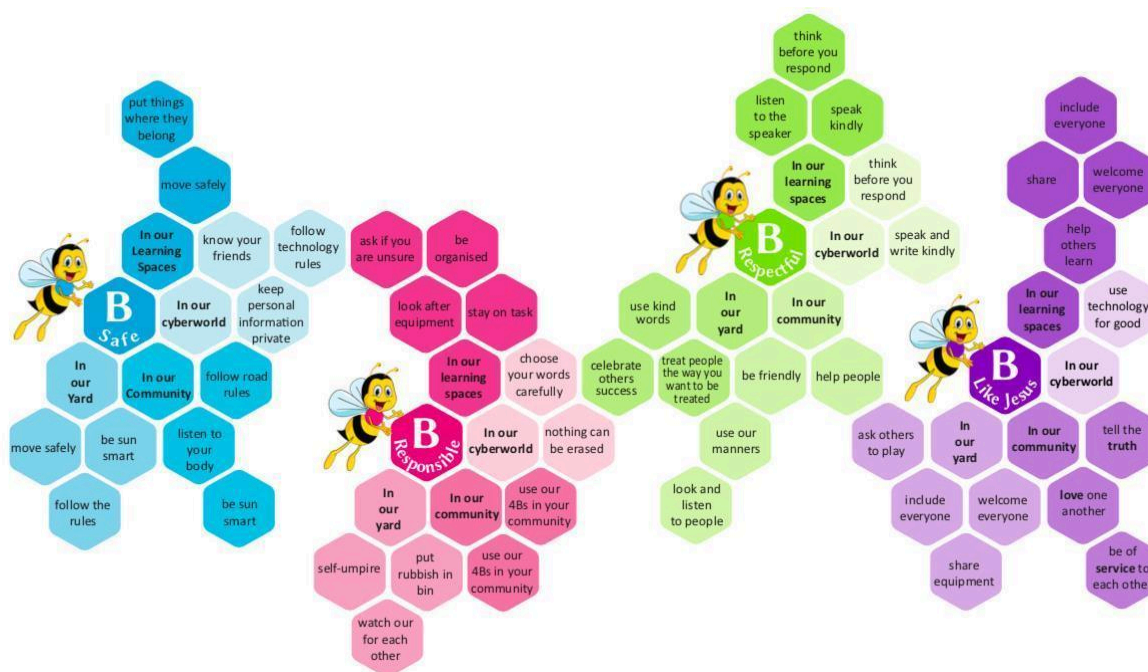 put things
where they
belong
move safely
In our
Learning
Spaces
know your
friends
follow
technology
rules
B
Safe
In our
cyberworld
keep
personal
information
private
In
our
Yard
In our
Community
follow road
rules
move safely
be sun
smart
listen to
your
body
follow the
rules
be sun
smart
ask if you
are unsure
be
organised
look after
equipment
stay on task
In our
learning
spaces
choose
your words
carefully
B
Responsible
In our
cyberworld
nothing can
be erased
In
our
yard
In our
community
use our
4Bs in your
community
self-umpire
put
rubbish in
bin
use our
4Bs in your
community
watch our
for each
other
think
before you
respond
listen
to the
speaker
speak
kindly
In our
learning
spaces
think
before you
respond
B
Respectful
In our
cyberworld
speak and
write kindly
use kind
words
In
our
yard
In our
community
celebrate
others
success
treat people
the way you
want to be
treated
be friendly
help people
use our
manners
look and
listen
to people
include
everyone
share
welcome
everyone
help
others
learn
In our
learning
spaces
use
technology
for good
B
Like Jesus
In our
cyberworld
ask others
to play
In
our
yard
In our
community
tell the
truth
include
everyone
welcome
everyone
love one
another
share
equipment
be of
service to
each other